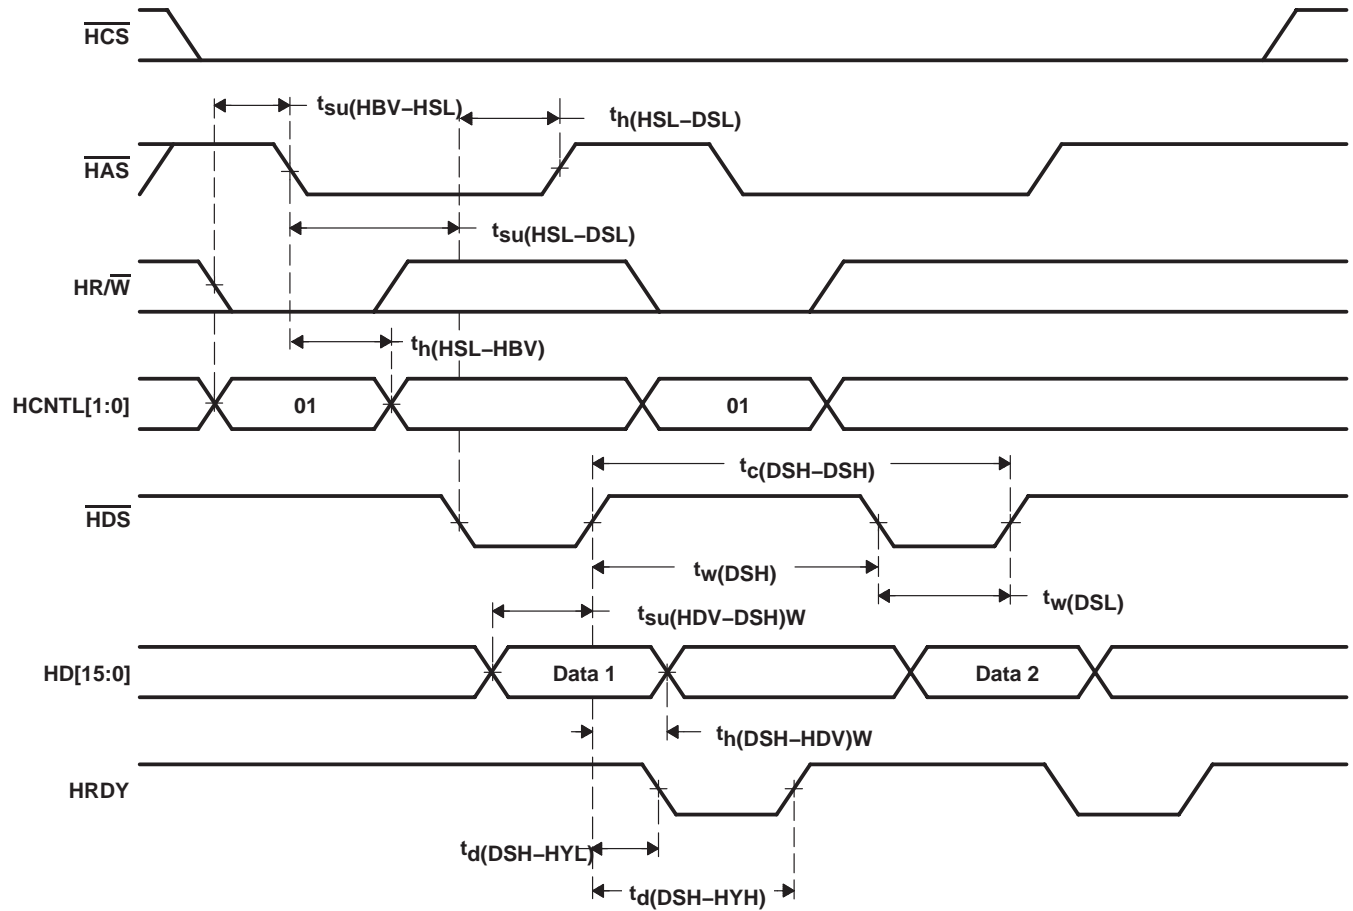 HCS
tsu(HBV–HSL)
th(HSL–DSL)
HAS
tsu(HSL–DSL)
HR/W
th(HSL–HBV)
HCNTL[1:0]
01
01
tc(DSH–DSH)
HDS
tw(DSH)
tw(DSL)
tsu(HDV–DSH)W
HD[15:0]
Data 1
Data 2
th(DSH–HDV)W
HRDY
td(DSH–HYL)
td(DSH–HYH)